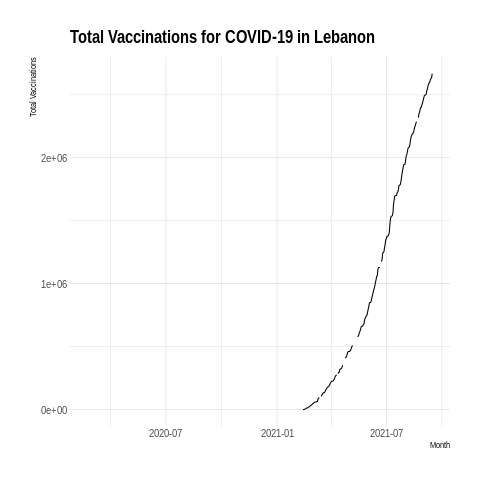 Total Vaccinations for COVID-19 in Lebanon
Total Vaccinations
2e+06
1e+06
0e+00
2020-07
2021-01
2021-07
Month